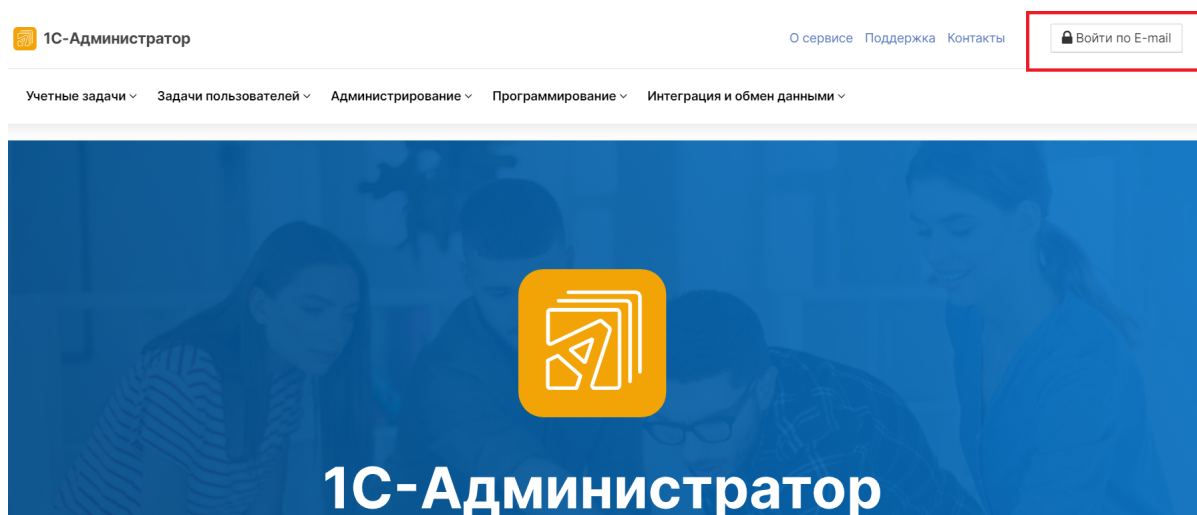 1С-Администратор
О сервисе Поддержка Контакты Войти по E-mail
Учетные задачи Задачи пользователей Администрирование Программирование Интеграция и обмен данными
1С-Администратор